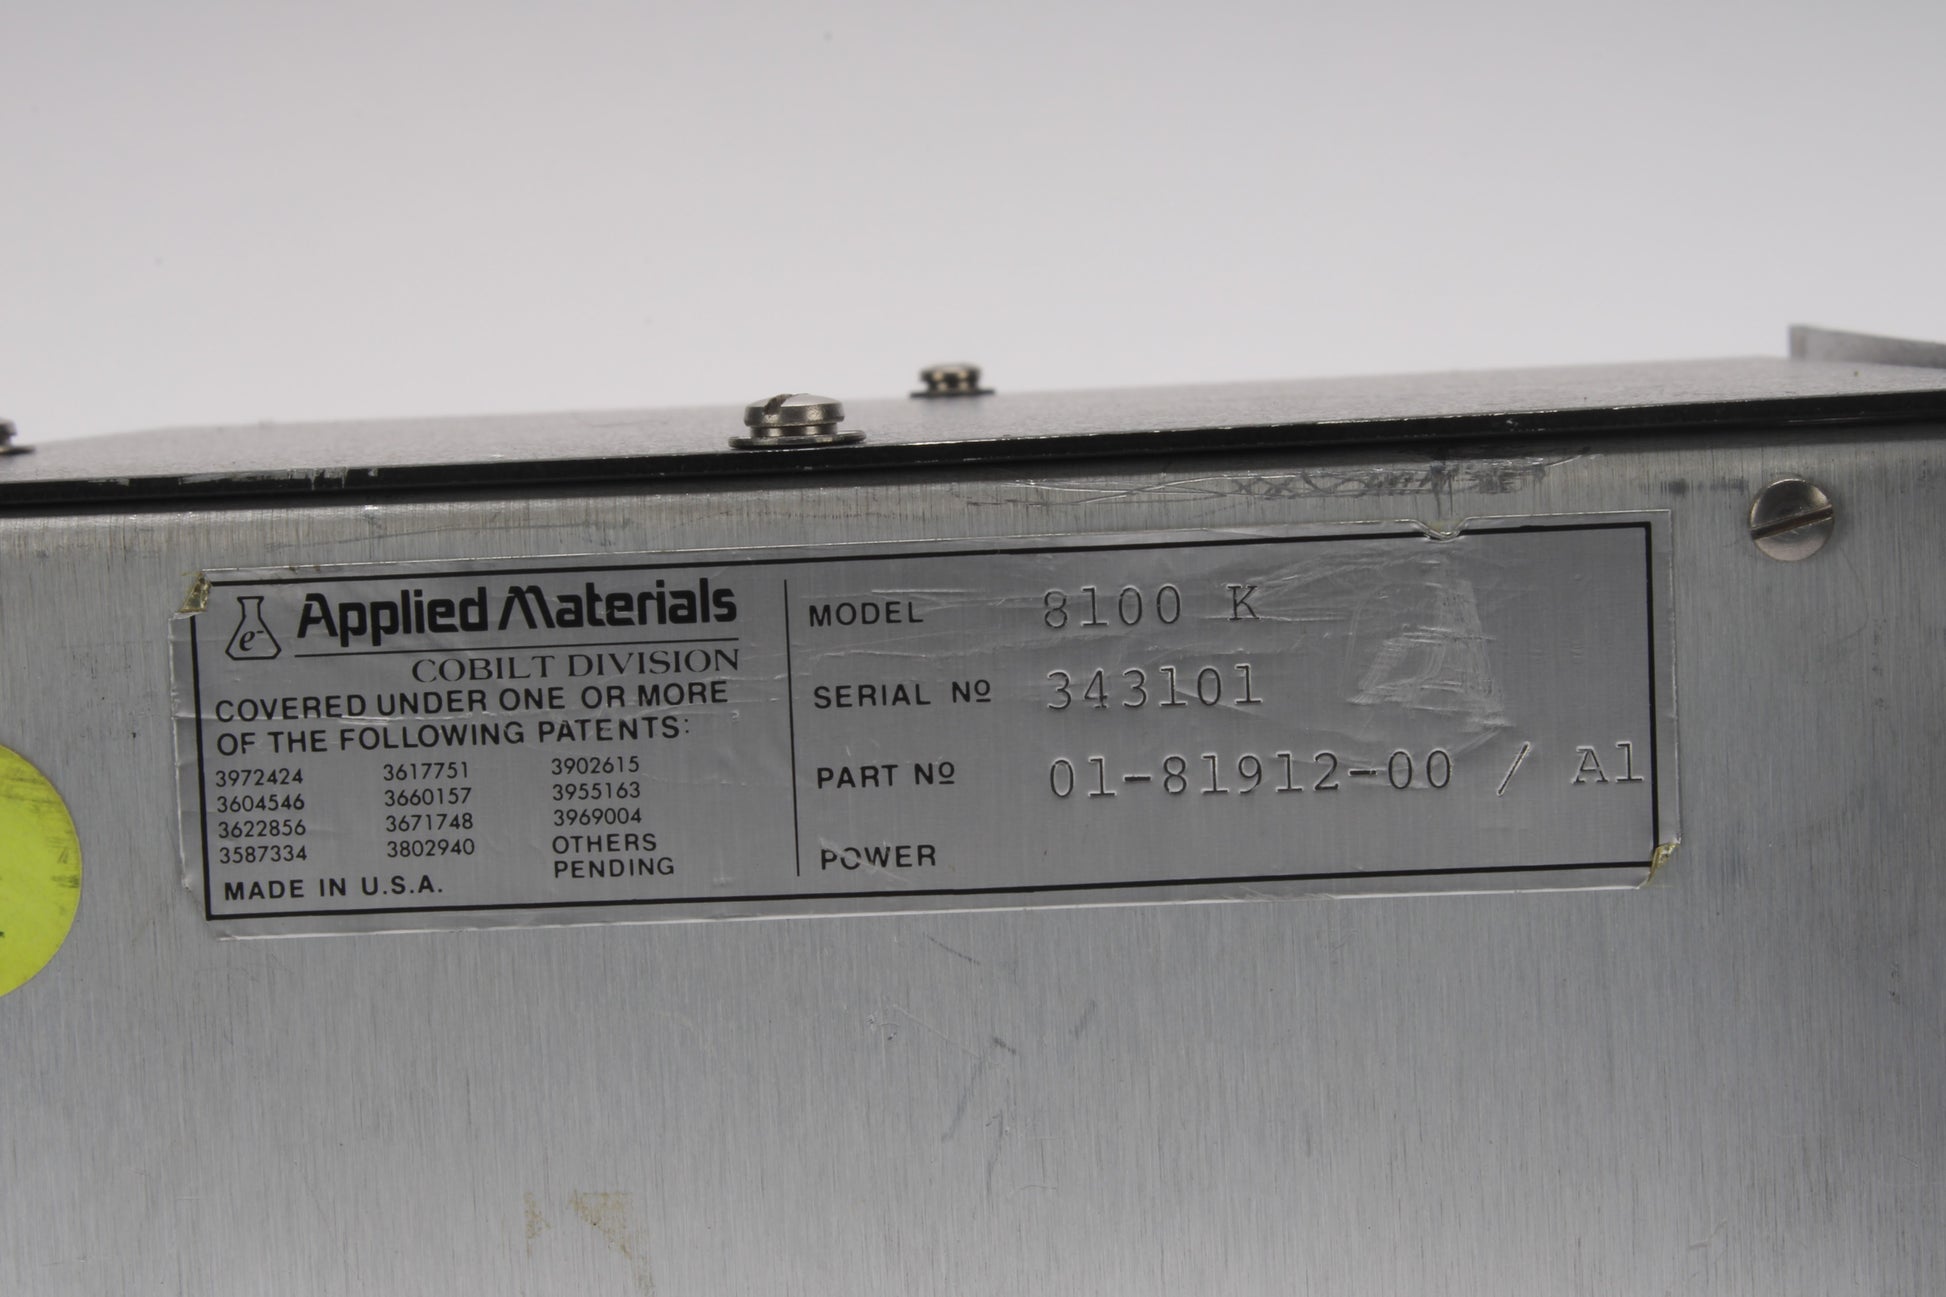 e-
Applied Materials
COBILT DIVISION
COVERED UNDER ONE OR MORE
OF THE FOLLOWING PATENTS:
3972424 3617751 3902615
3604546 3660157 3955163
3622856 3671748 3969004
3587334 3802940 OTHERS
PENDING
MADE IN U.S.A.
MODEL 8100 K
SERIAL Nº 343101
PART Nº 01-81912-00 / A1
POWER